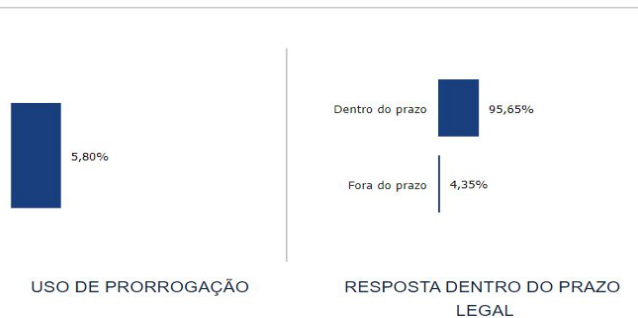 5,80%
USO DE PRORROGAÇÃO
Dentro do prazo 95,65%
Fora do prazo 4,35%
RESPOSTA DENTRO DO PRAZO
LEGAL